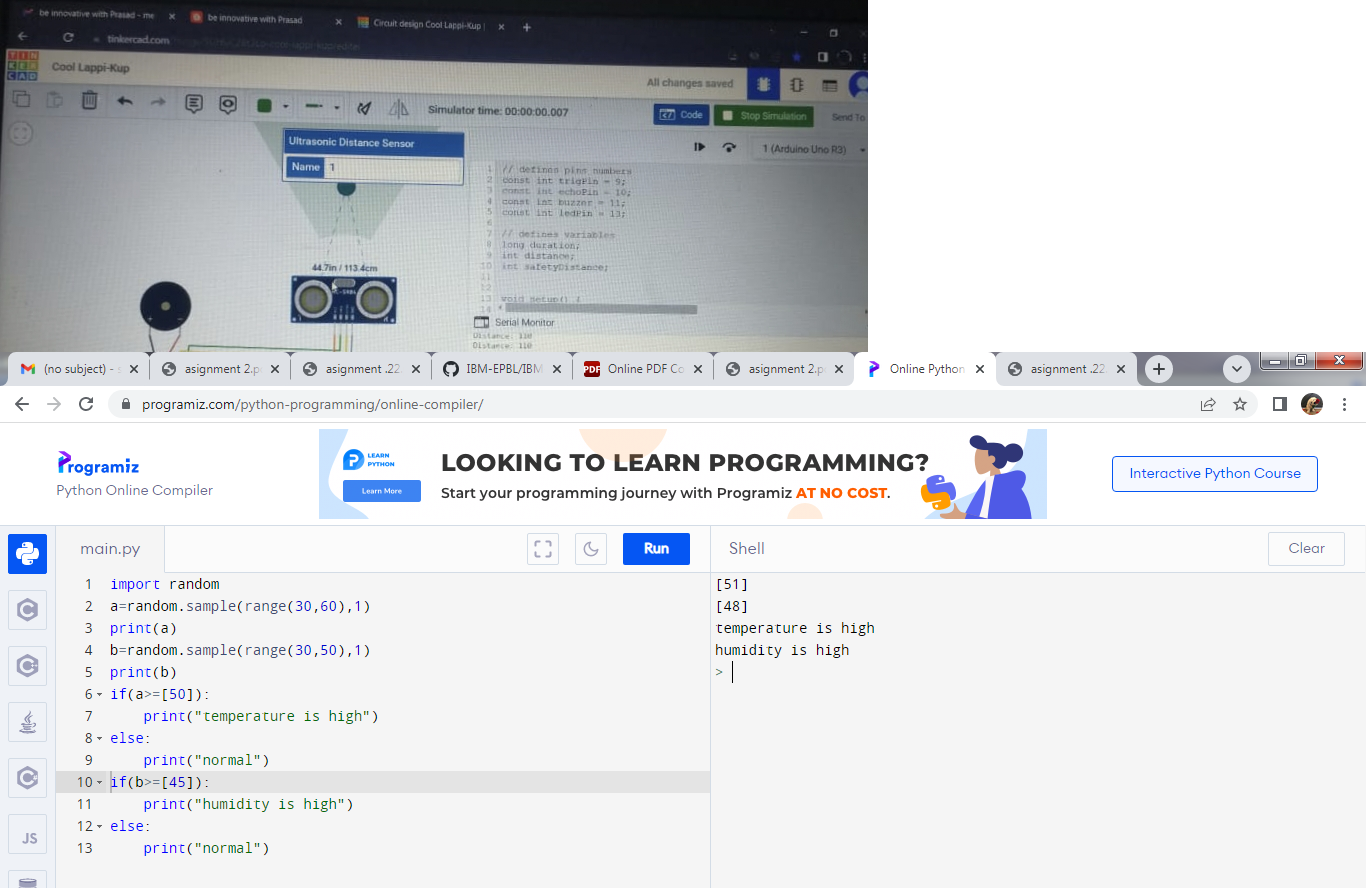 be innovative with Prasad - me
be innovative with Prasad
Circuit design Cool Lappi-Kup |
tinkercad.com
TIN
KER
CAD
Cool Lappi-Kup
All changes saved
Simulator time: 00:00:00.007
Code
Stop Simulation
Send To
Ultrasonic Distance Sensor
Name 1
1 (Arduino Uno R3)
1 // defines pins numbers
2 const int trigPin = 9;
3 const int echoPin = 10;
4 const int buzzer = 11;
5 const int ledPin = 13;
6
7 // defines variables
8 long duration;
9 int distance;
10 int safetyDistance;
11
12
13 void setup() {
14
44.7in / 113.4cm
Serial Monitor
Distance: 110
Distance: 110
(no subject) - s
asignment 2.p
asignment .22
IBM-EPBL/IBM
PDF
Online PDF Co
asignment 2.p
Online Python
asignment .22
programiz.com/python-programming/online-compiler/
Programiz
Python Online Compiler
LEARN
PYTHON
Learn More
LOOKING TO LEARN PROGRAMMING?
Start your programming journey with Programiz AT NO COST.
Interactive Python Course
main.py
Run
Shell
Clear
1 import random
2 a=random.sample(range(30,60),1)
3 print(a)
4 b=random.sample(range(30,50),1)
5 print(b)
6 if(a>=[50]):
7 print("temperature is high")
8 else:
9 print("normal")
10 if(b>=[45]):
11 print("humidity is high")
12 else:
13 print("normal")
JS
[51]
[48]
temperature is high
humidity is high
>